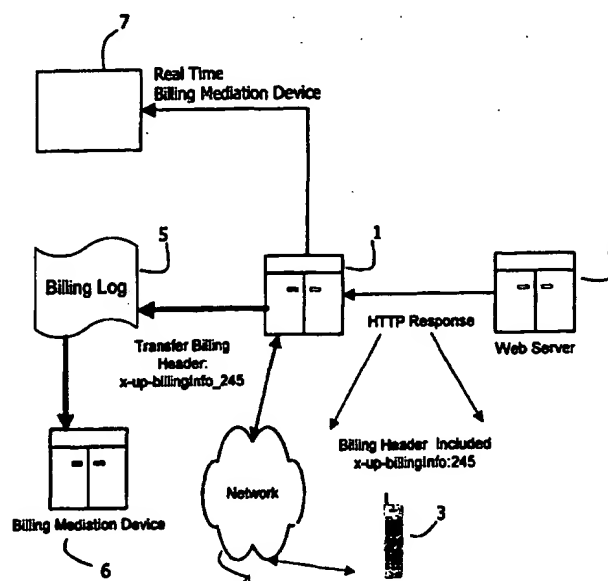 7
Real Time
Billing Mediation Device
5
1
Billing Log
HTTP Response
Web Server
Transfer Billing
Header:
x-up-billinginfo_245
Billing Header Included
x-up-billinginfo:245
Network
3
Billing Mediation Device
6